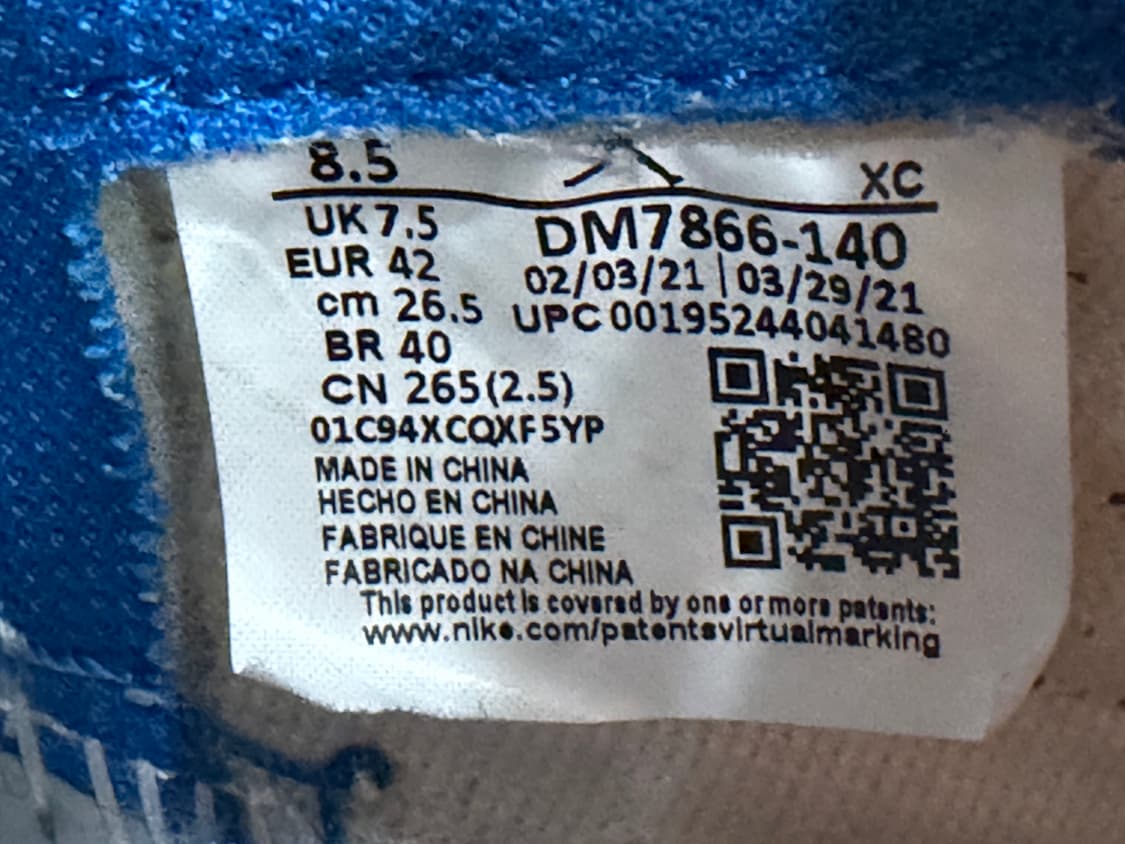 8.5 XC
UK 7.5 DM7866-140
EUR 42 02/03/21 | 03/29/21
cm 26.5 UPC 00195244041480
BR 40
CN 265(2.5)
01C94XCQXF5YP
MADE IN CHINA
HECHO EN CHINA
FABRIQUE EN CHINE
FABRICADO NA CHINA
This product is covered by one or more patents:
www.nike.com/patentsvirtualmarking